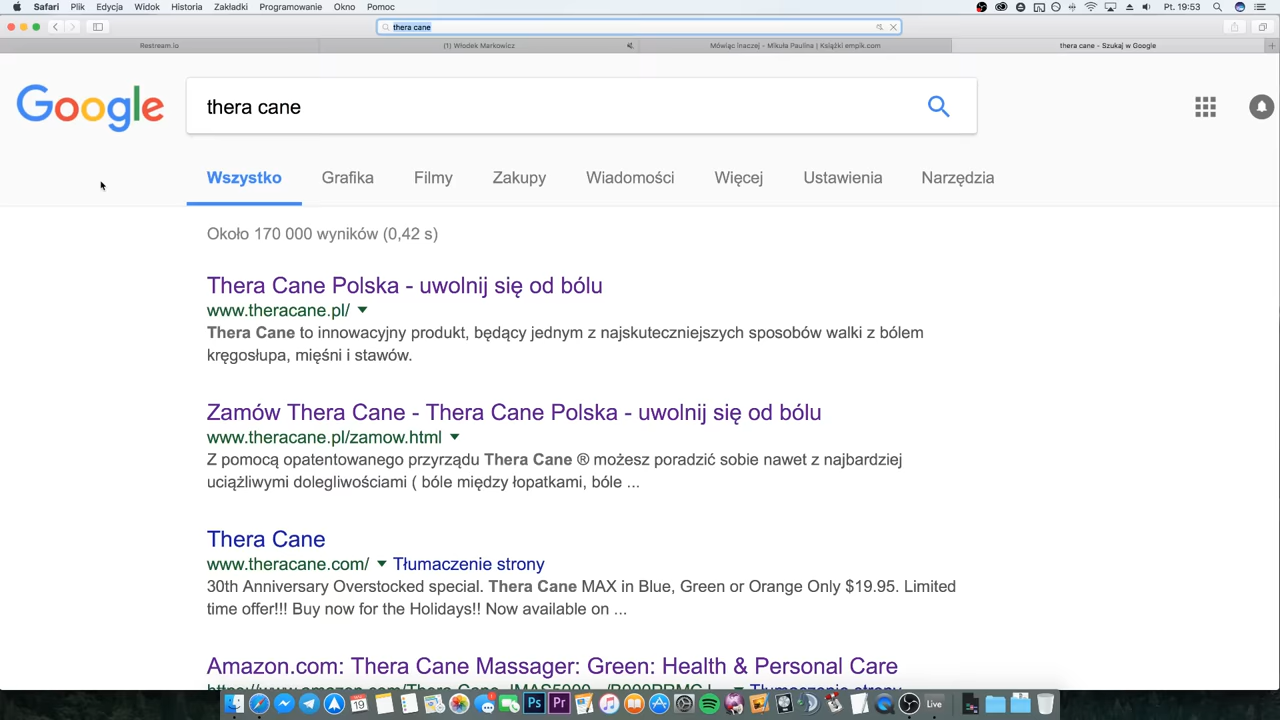 Safari Plik Edycja Widok Historia Zakładki Programowanie Okno Pomoc Pt. 19:53
thera cane
Restream.io (1) Włodek Markowicz Mówiąc Inaczej - Mikuła Paulina | Książki empik.com thera cane - Szukaj w Google
Google thera cane
Wszystko Grafika Filmy Zakupy Wiadomości Więcej Ustawienia Narzędzia
Około 170 000 wyników (0,42 s)
Thera Cane Polska - uwolnij się od bólu
www.theracane.pl/
Thera Cane to innowacyjny produkt, będący jednym z najskuteczniejszych sposobów walki z bólem
kręgosłupa, mięśni i stawów.
Zamów Thera Cane - Thera Cane Polska - uwolnij się od bólu
www.theracane.pl/zamow.html
Z pomocą opatentowanego przyrządu Thera Cane ® możesz poradzić sobie nawet z najbardziej
uciążliwymi dolegliwościami ( bóle między łopatkami, bóle ...
Thera Cane
www.theracane.com/ Tłumaczenie strony
30th Anniversary Overstocked special. Thera Cane MAX in Blue, Green or Orange Only $19.95. Limited
time offer!!! Buy now for the Holidays!! Now available on ...
Amazon.com: Thera Cane Massager: Green: Health & Personal Care
19 Ps Pr Live